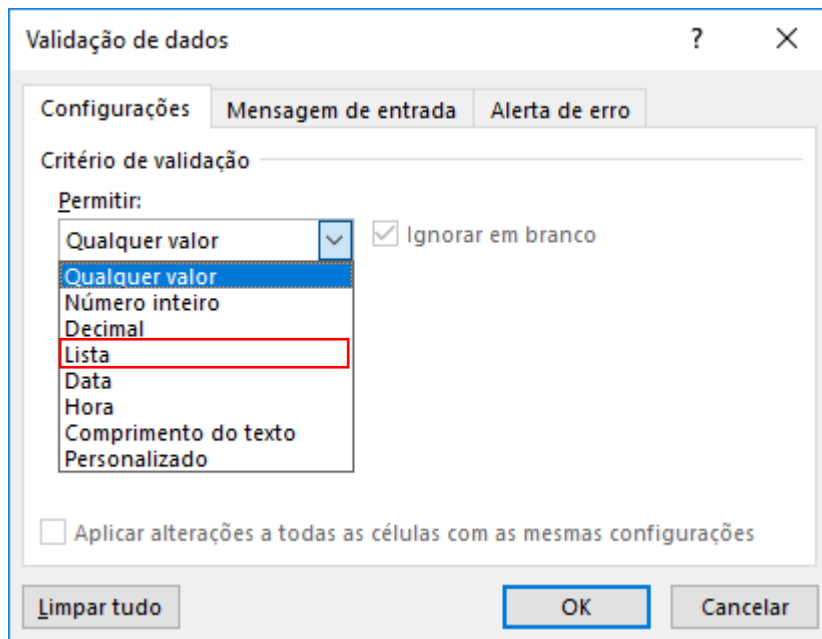 Validação de dados ?
Configurações Mensagem de entrada Alerta de erro
Critério de validação
Permitir:
Qualquer valor Ignorar em branco
Qualquer valor
Número inteiro
Decimal
Lista
Data
Hora
Comprimento do texto
Personalizado
Aplicar alterações a todas as células com as mesmas configurações
Limpar tudo OK Cancelar